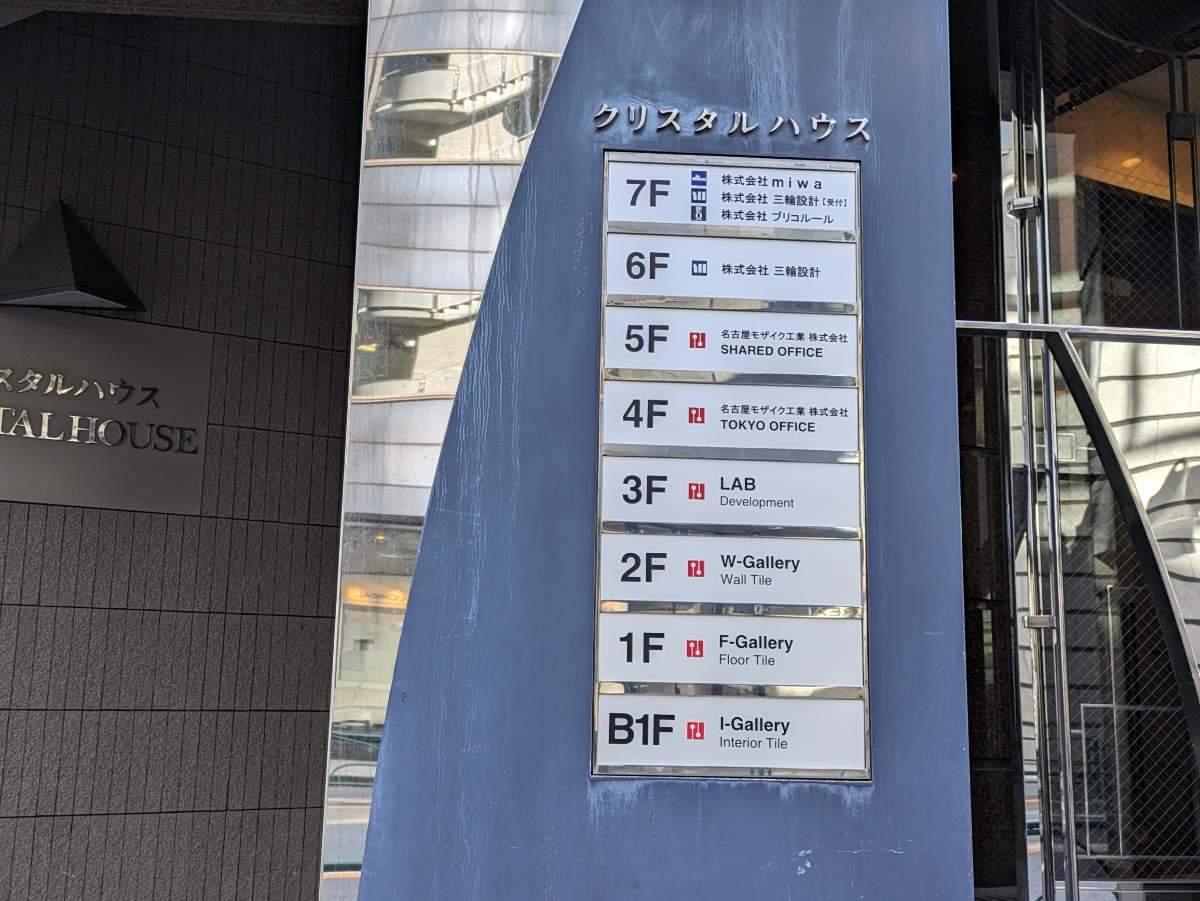 クリスタルハウス
7F
株式会社 miwa
株式会社 三輪設計 [受付]
株式会社 ブリコルール
6F
株式会社 三輪設計
5F
名古屋モザイク工業 株式会社
SHARED OFFICE
4F
名古屋モザイク工業 株式会社
TOKYO OFFICE
3F
LAB
Development
2F
W-Gallery
Wall Tile
1F
F-Gallery
Floor Tile
B1F
I-Gallery
Interior Tile
スタルハウス
TAL HOUSE